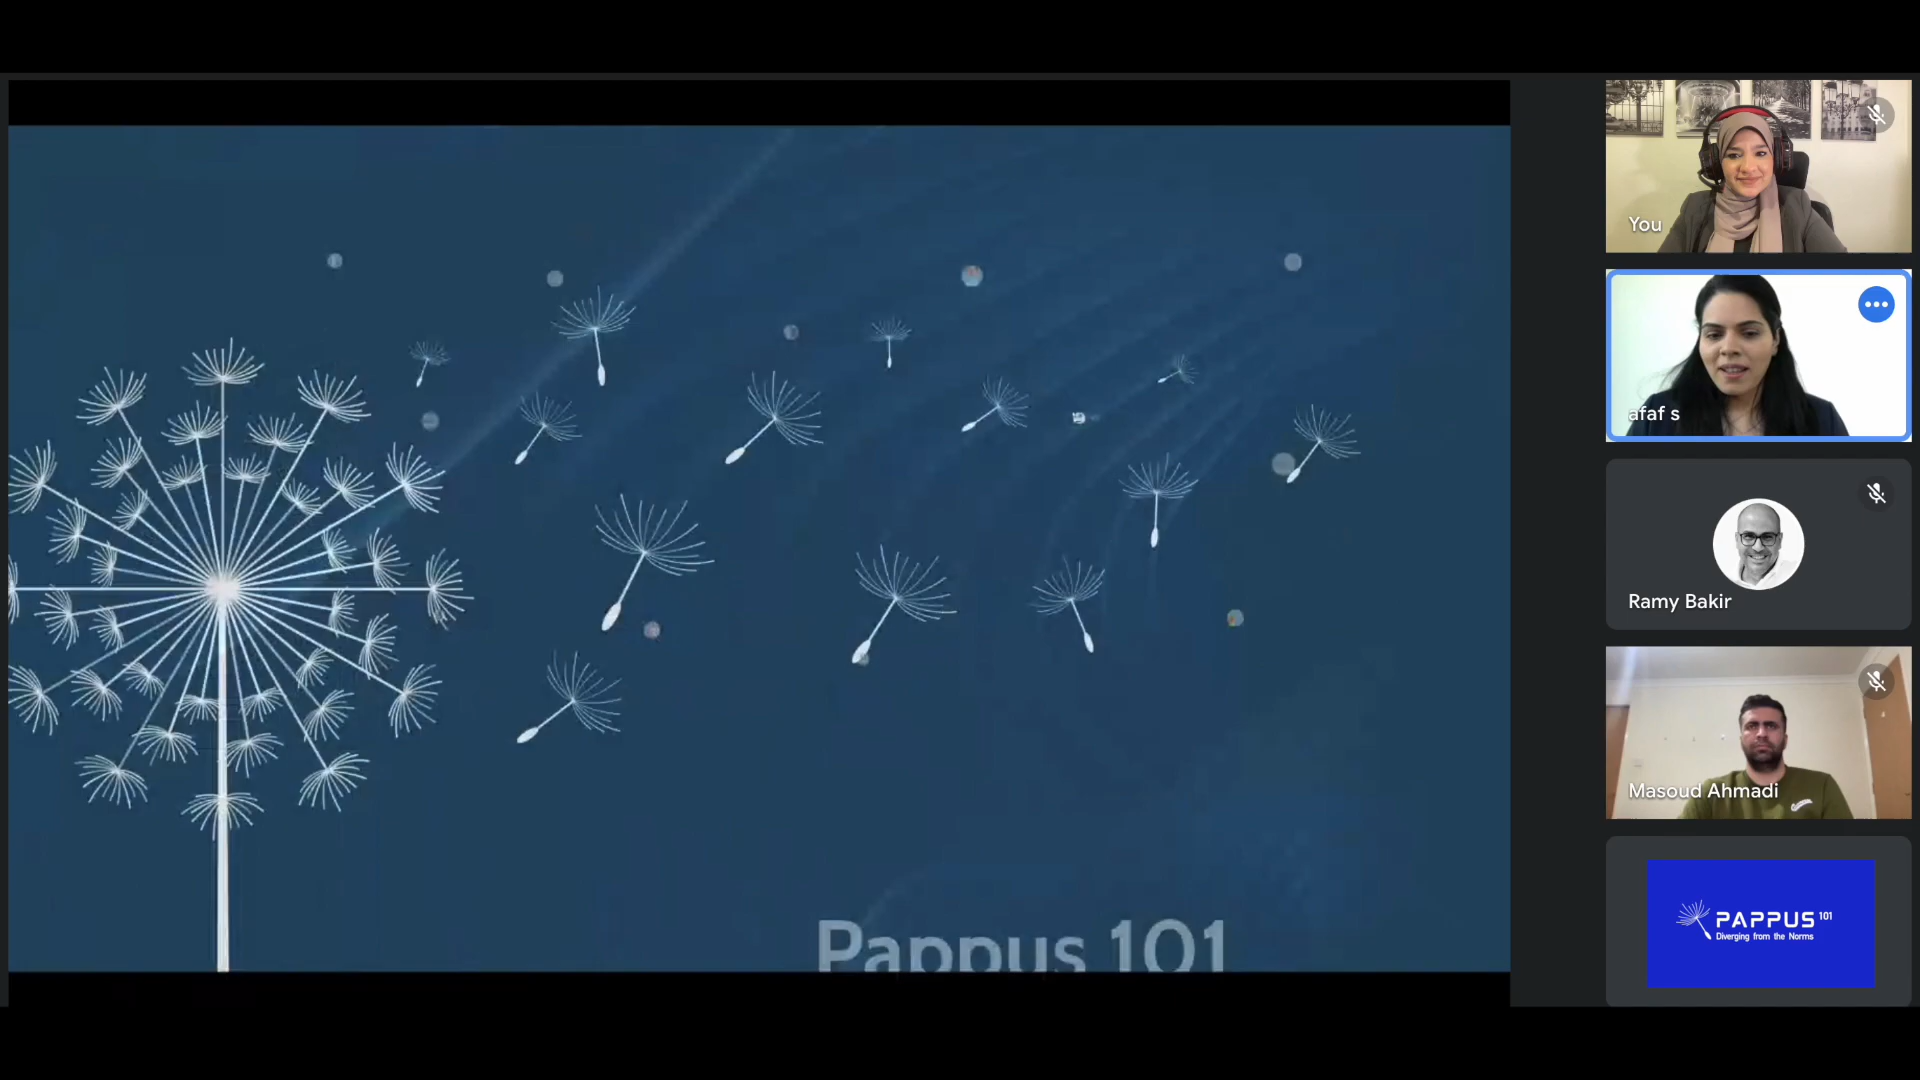 Pappus 101
You
afaf s
Ramy Bakir
Masoud Ahmadi
PAPPUS 101
Diverging from the Norms